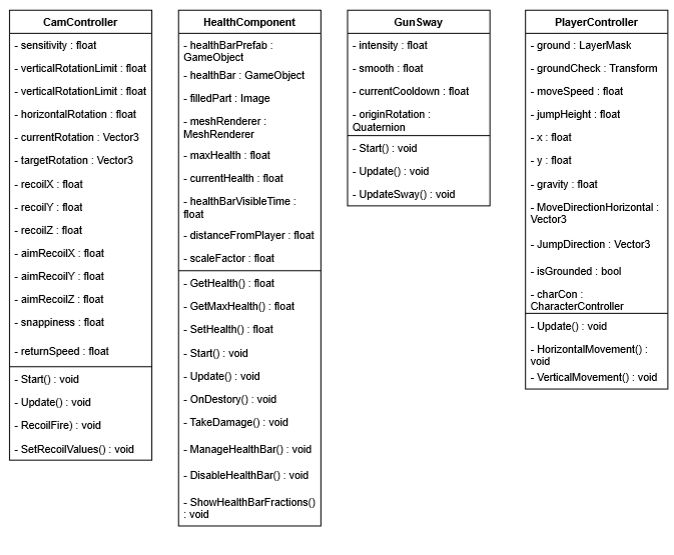 CamController
- sensitivity : float
- verticalRotationLimit : float
- verticalRotationLimit : float
- horizontalRotation : float
- currentRotation : Vector3
- targetRotation : Vector3
- recoilX : float
- recoilY : float
- recoilZ : float
- aimRecoilX : float
- aimRecoilY : float
- aimRecoilZ : float
- snappiness : float
- returnSpeed : float
- Start() : void
- Update() : void
- RecoilFire) : void
- SetRecoilValues() : void
HealthComponent
- healthBarPrefab :
GameObject
- healthBar : GameObject
- filledPart : Image
- meshRenderer :
MeshRenderer
- maxHealth : float
- currentHealth : float
- healthBarVisibleTime :
float
- distanceFromPlayer : float
- scaleFactor : float
- GetHealth() : float
- GetMaxHealth() : float
- SetHealth() : float
- Start() : void
- Update() : void
- OnDestory() : void
- TakeDamage() : void
- ManageHealthBar() : void
- DisableHealthBar() : void
- ShowHealthBarFractions()
: void
GunSway
- intensity : float
- smooth : float
- currentCooldown : float
- originRotation :
Quaternion
- Start() : void
- Update() : void
- UpdateSway() : void
PlayerController
- ground : LayerMask
- groundCheck : Transform
- moveSpeed : float
- jumpHeight : float
- x : float
- y : float
- gravity : float
- MoveDirectionHorizontal :
Vector3
- JumpDirection : Vector3
- isGrounded : bool
- charCon :
CharacterController
- Update() : void
- HorizontalMovement() :
void
- VerticalMovement() : void